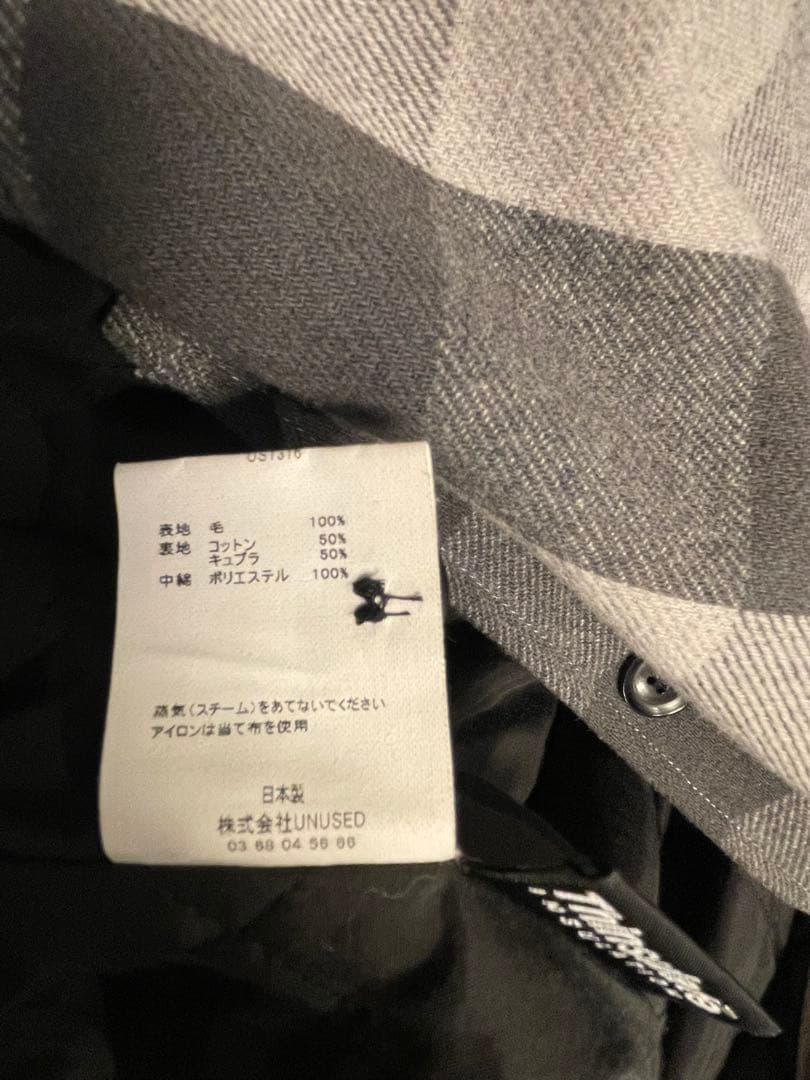 US1316
表地 毛 100%
裏地 コットン 50%
キュプラ 50%
中綿 ポリエステル 100%
蒸気(スチーム)をあてないでください
アイロンは当て布を使用
日本製
株式会社UNUSED
03 68 04 56 66
Thinsulate
INSULATION